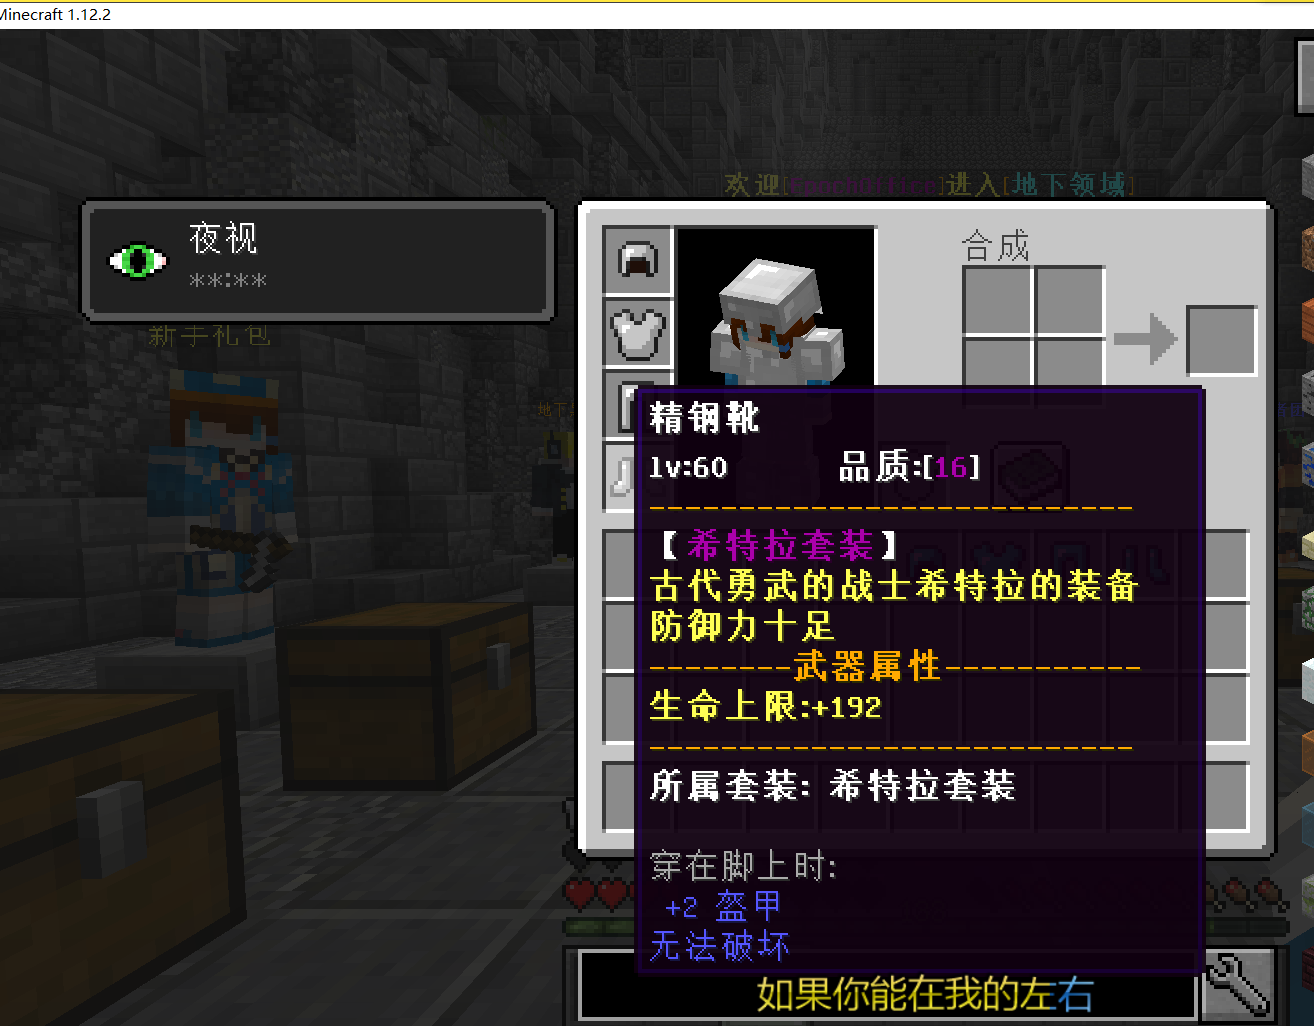 Minecraft 1.12.2
进入[地下领域]
欢迎[
夜视
**:**
新手礼包
合成
地下
精钢靴
lv:60 品质:[16]
--------------------------
【希特拉套装】
古代勇武的战士希特拉的装备
防御力十足
--------武器属性-----------
生命上限:+192
--------------------------
所属套装: 希特拉套装
穿在脚上时:
+2 盔甲
无法破坏
如果你能在我的左右